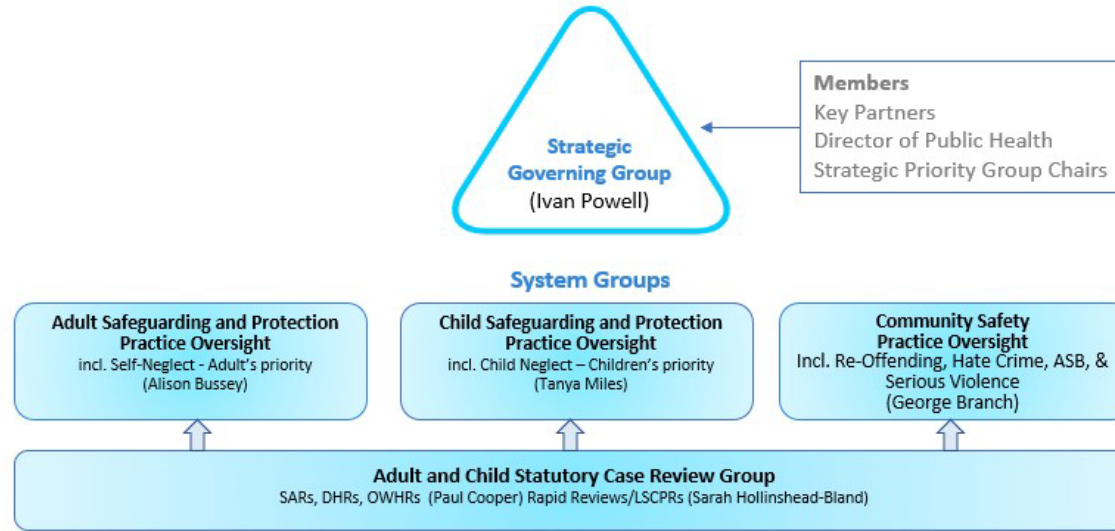 Strategic
Governing Group
(Ivan Powell)
Members
Key Partners
Director of Public Health
Strategic Priority Group Chairs
System Groups
Adult Safeguarding and Protection
Practice Oversight
incl. Self-Neglect - Adult's priority
(Alison Bussey)
Child Safeguarding and Protection
Practice Oversight
incl. Child Neglect – Children's priority
(Tanya Miles)
Community Safety
Practice Oversight
Incl. Re-Offending, Hate Crime, ASB, &
Serious Violence
(George Branch)
Adult and Child Statutory Case Review Group
SARs, DHRs, OWHRs (Paul Cooper) Rapid Reviews/LSCPRs (Sarah Hollinshead-Bland)